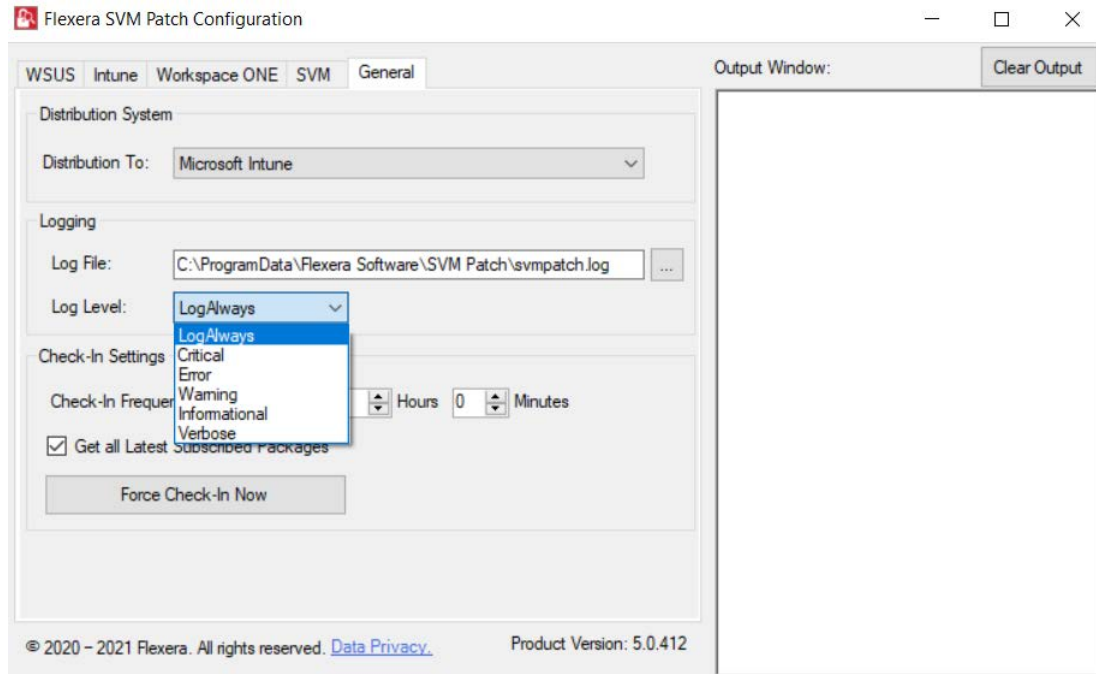 Flexera SVM Patch Configuration
WSUS Intune Workspace ONE SVM General
Distribution System
Distribution To: Microsoft Intune
Logging
Log File: C:\ProgramData\Flexera Software\SVM Patch\svmpatch.log ...
Log Level: LogAlways
LogAlways
Critical
Error
Warning
Informational
Verbose
Check-In Settings
Check-In Hours 0 Minutes
Get all Latest Subscribed Packages
Force Check-In Now
© 2020 – 2021 Flexera. All rights reserved. Data Privacy.
Product Version: 5.0.412
Output Window:
Clear Output